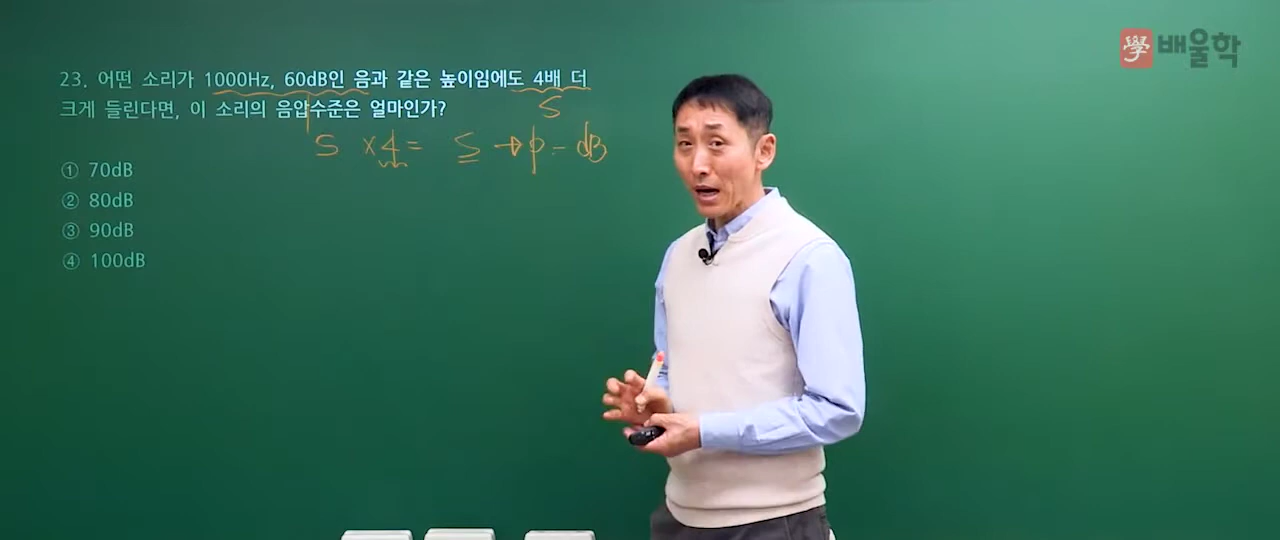 學 배울학
23. 어떤 소리가 1000Hz, 60dB인 음과 같은 높이임에도 4배 더
크게 들린다면, 이 소리의 음압수준은 얼마인가?
S
S ×4= S → p- dB
① 70dB
② 80dB
③ 90dB
④ 100dB